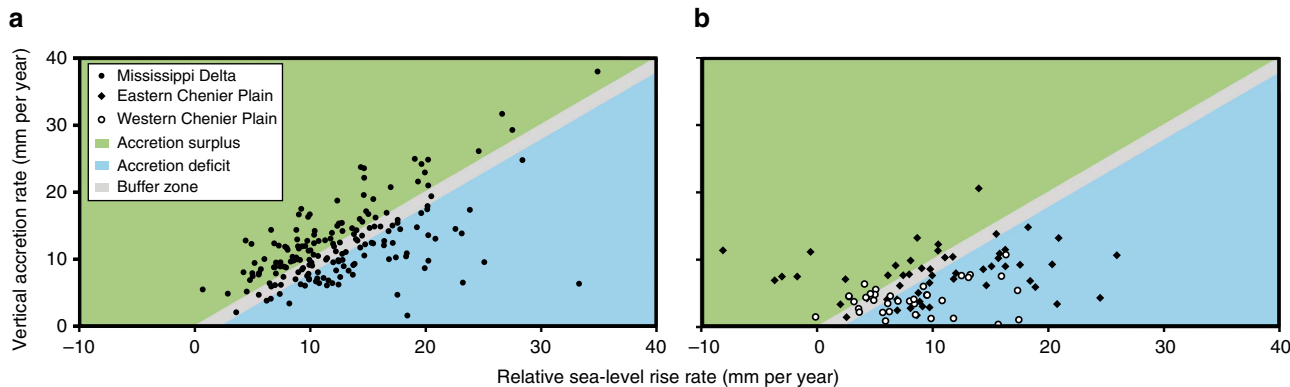 a
b
Vertical accretion rate (mm per year)
40
30
20
10
0
Mississippi Delta
Eastern Chenier Plain
Western Chenier Plain
Accretion surplus
Accretion deficit
Buffer zone
–10 0 10 20 30 40
–10 0 10 20 30 40
Relative sea-level rise rate (mm per year)